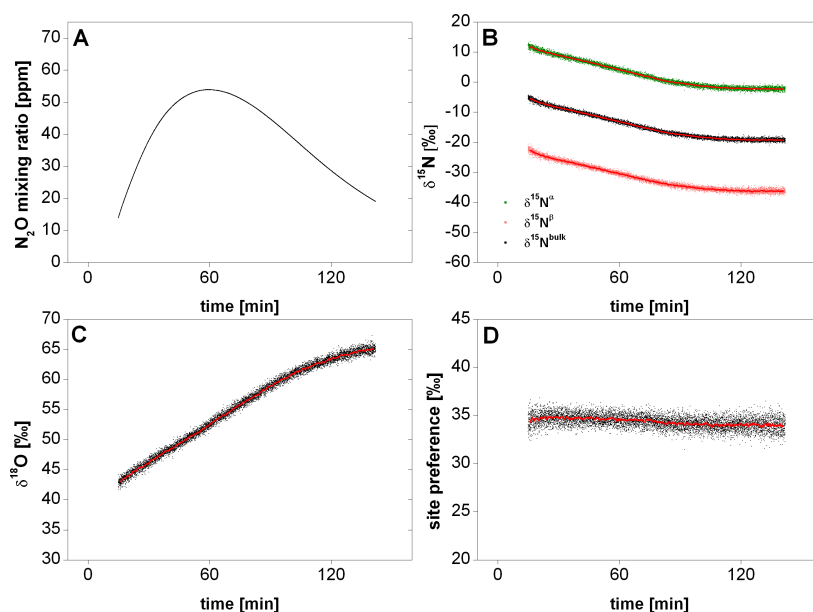 A
N₂O mixing ratio [ppm]
70
60
50
40
30
20
10
0
0 60 120
time [min]
B
δ¹⁵N [‰]
20
10
0
-10
-20
-30
-40
-50
-60
δ¹⁵Nᵅ
δ¹⁵Nᵝ
δ¹⁵Nᵇᵘˡᵏ
0 60 120
time [min]
C
δ¹⁸O [‰]
70
65
60
55
50
45
40
35
30
0 60 120
time [min]
D
site preference [‰]
45
40
35
30
25
20
0 60 120
time [min]